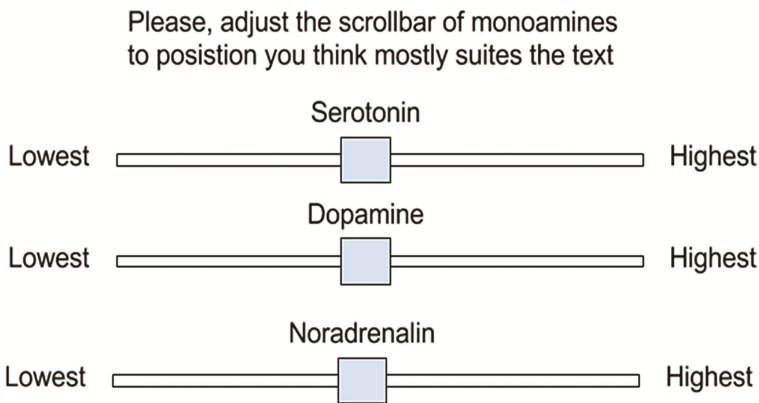 Please, adjust the scrollbar of monoamines
to posistion you think mostly suites the text
Serotonin
Lowest Highest
Dopamine
Lowest Highest
Noradrenalin
Lowest Highest